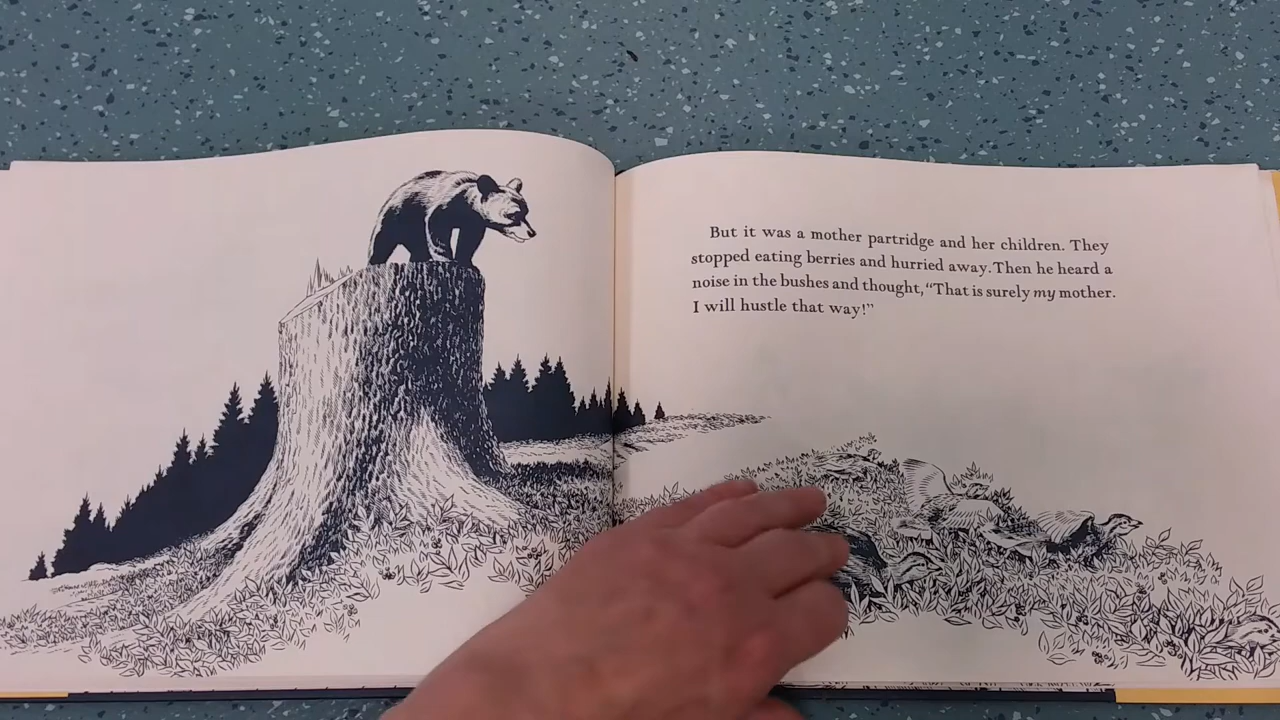 But it was a mother partridge and her children. They
stopped eating berries and hurried away. Then he heard a
noise in the bushes and thought, “That is surely my mother.
I will hustle that way!”